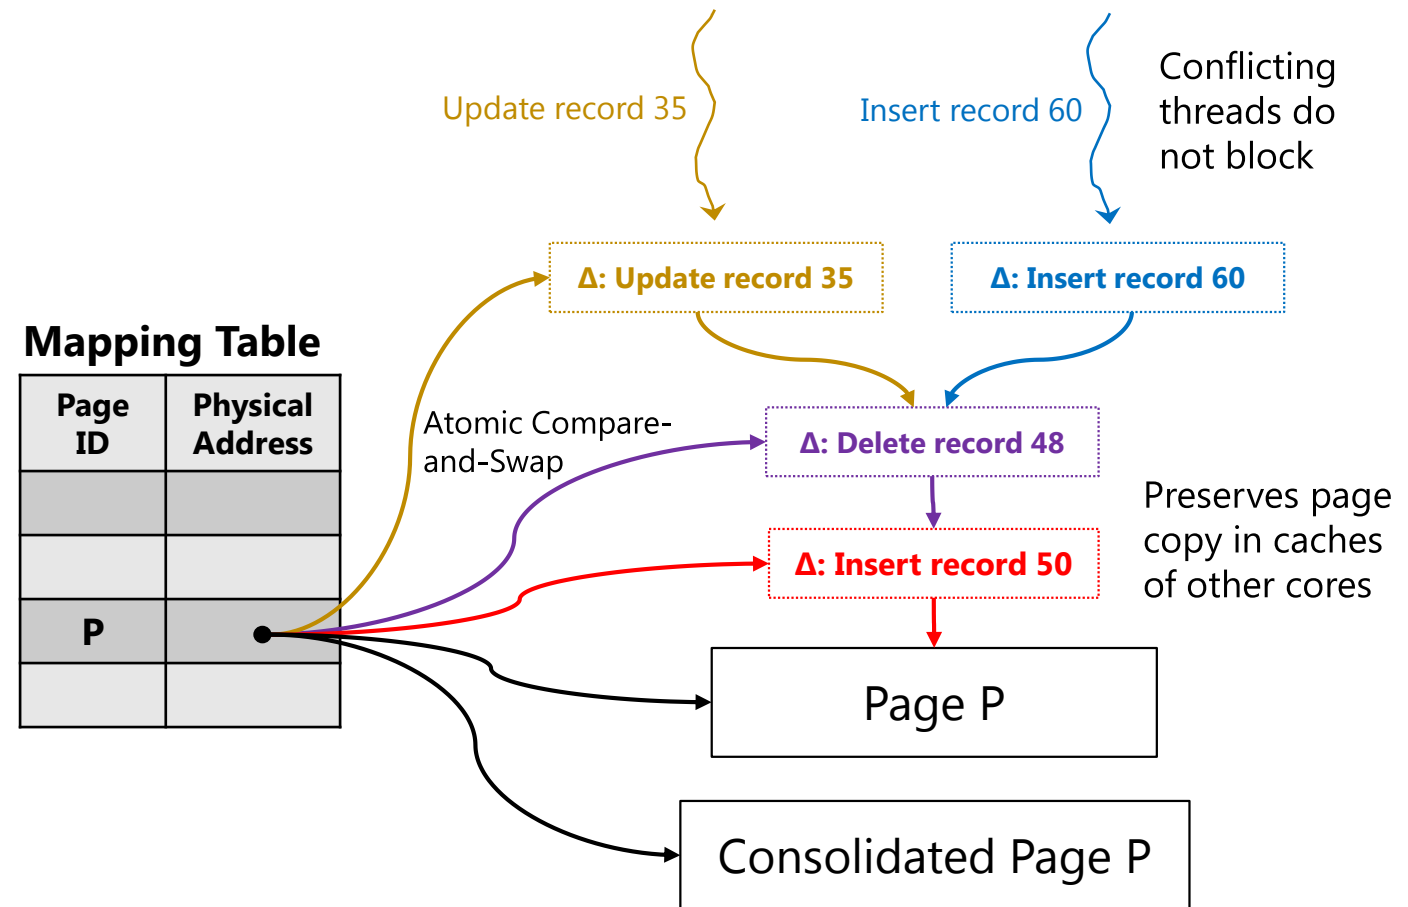 Update record 35
Insert record 60
Conflicting
threads do
not block
Δ: Update record 35
Δ: Insert record 60
Mapping Table
Page
ID
Physical
Address
Atomic Compare-
and-Swap
Δ: Delete record 48
Preserves page
copy in caches
of other cores
Δ: Insert record 50
P
Page P
Consolidated Page P